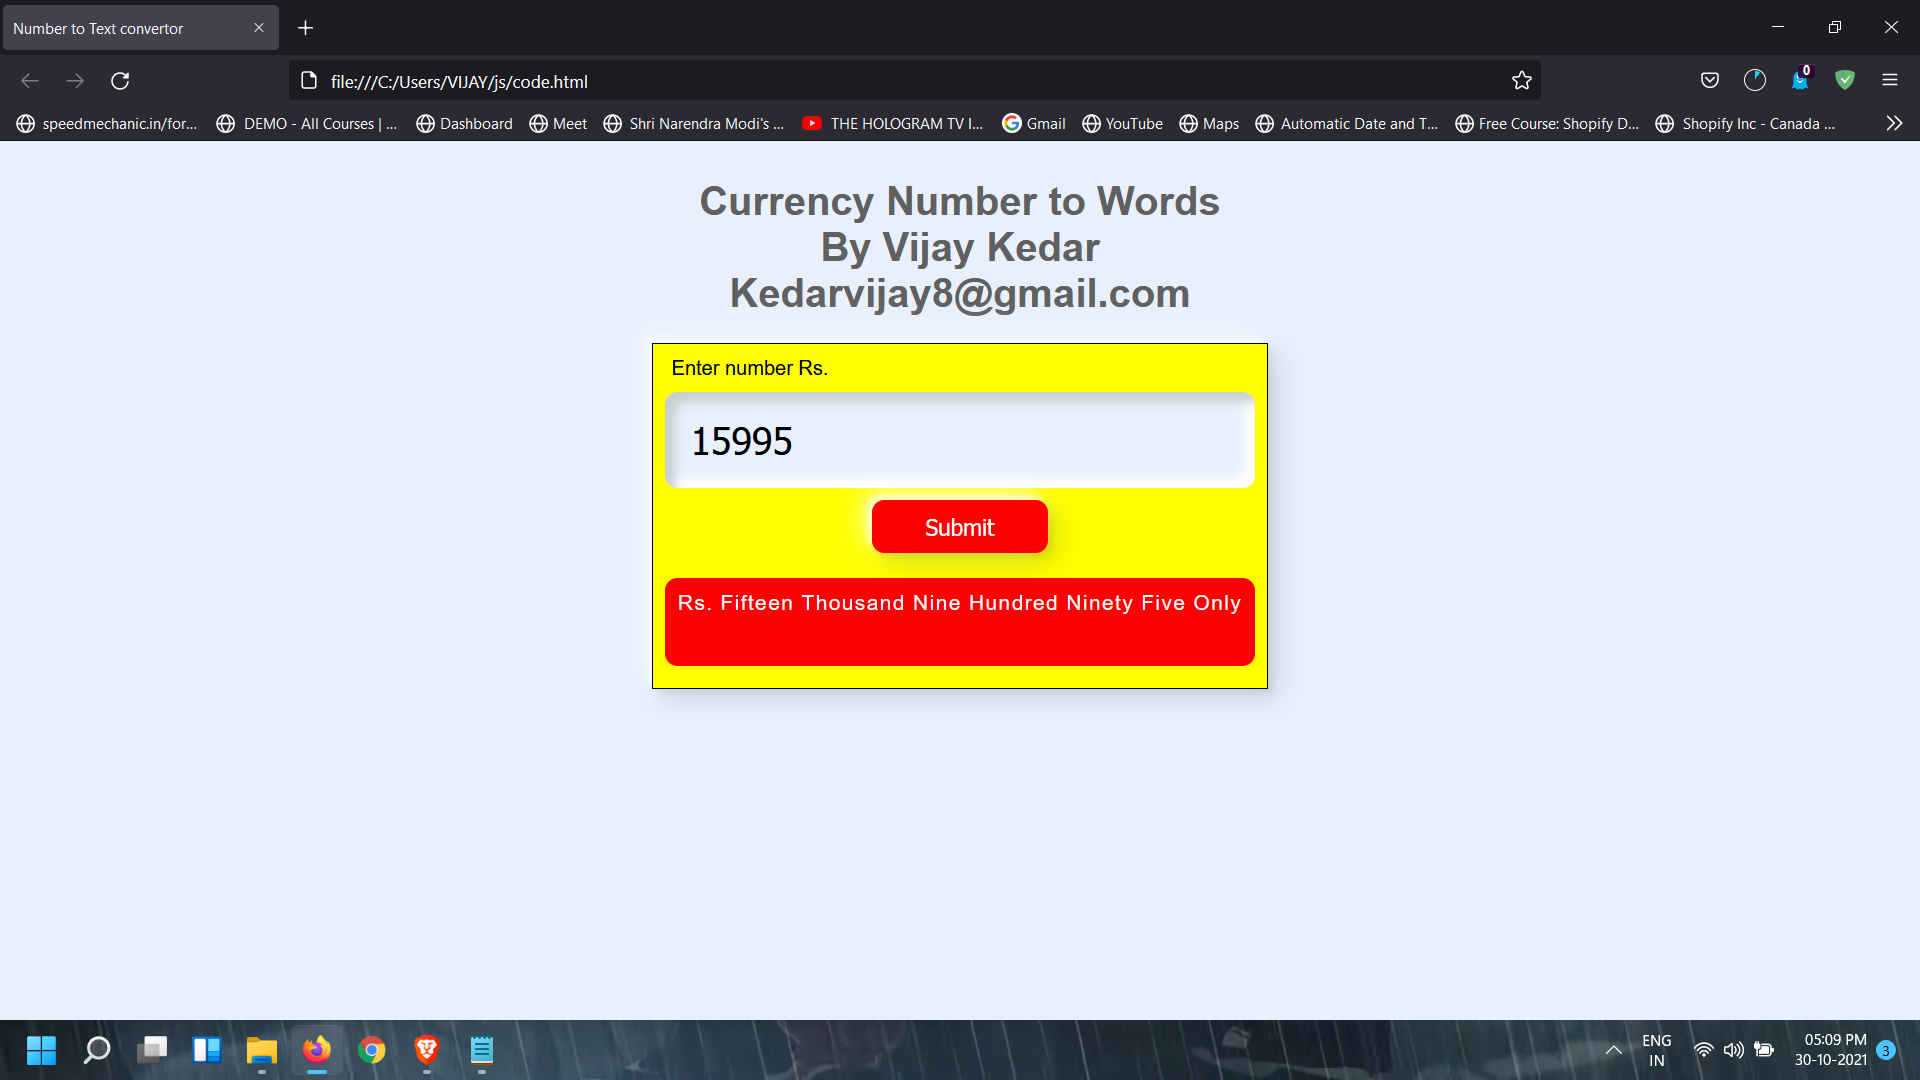 Number to Text convertor
file:///C:/Users/VIJAY/js/code.html
0
speedmechanic.in/for...
DEMO - All Courses | ...
Dashboard
Meet
Shri Narendra Modi's ...
THE HOLOGRAM TV I...
Gmail
YouTube
Maps
Automatic Date and T...
Free Course: Shopify D...
Shopify Inc - Canada ...
Currency Number to Words
By Vijay Kedar
Kedarvijay8@gmail.com
Enter number Rs.
15995
Submit
Rs. Fifteen Thousand Nine Hundred Ninety Five Only
ENG
IN
05:09 PM
30-10-2021
3